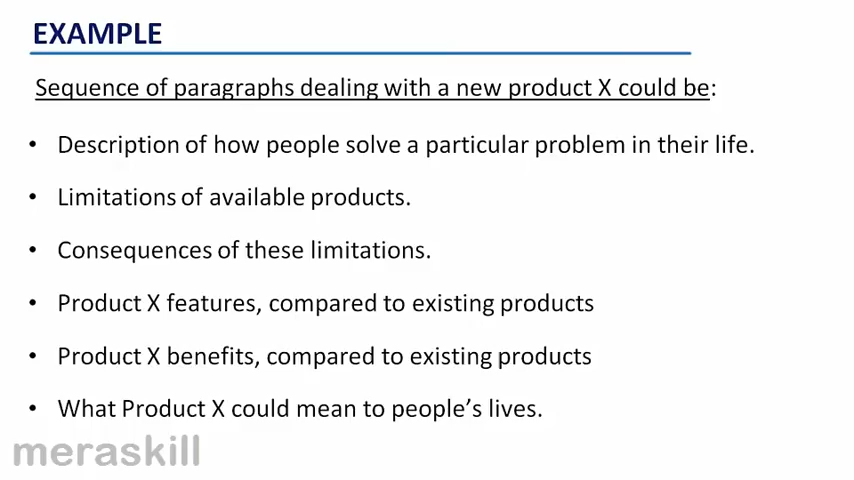 EXAMPLE
Sequence of paragraphs dealing with a new product X could be:
• Description of how people solve a particular problem in their life.
• Limitations of available products.
• Consequences of these limitations.
• Product X features, compared to existing products
• Product X benefits, compared to existing products
• What Product X could mean to people’s lives.
meraskill